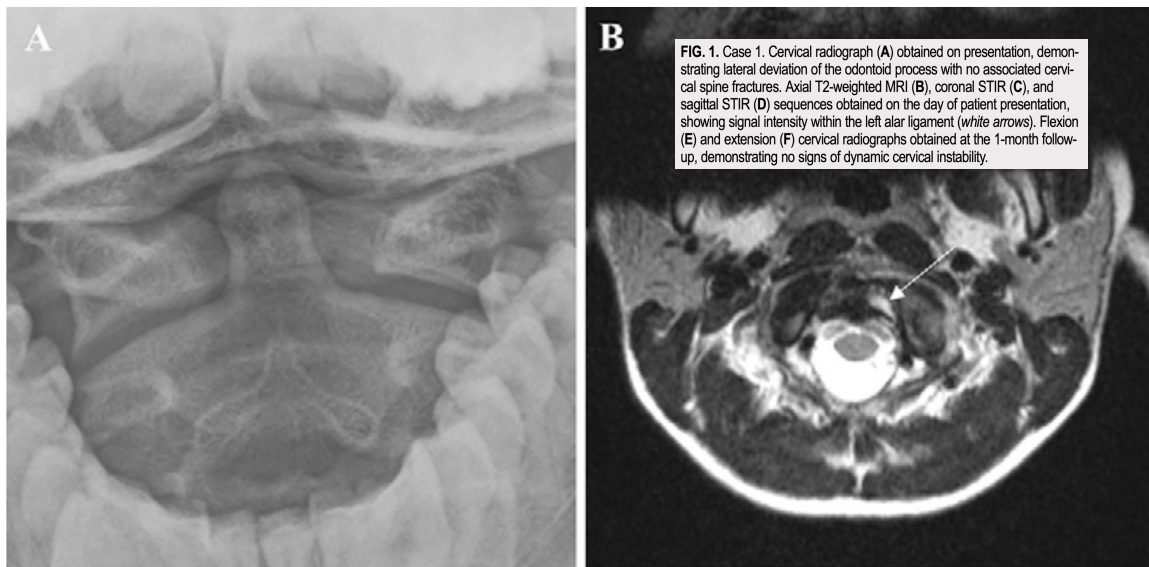 A
B
FIG. 1. Case 1. Cervical radiograph (A) obtained on presentation, demon-
strating lateral deviation of the odontoid process with no associated cervi-
cal spine fractures. Axial T2-weighted MRI (B), coronal STIR (C), and
sagittal STIR (D) sequences obtained on the day of patient presentation,
showing signal intensity within the left alar ligament (white arrows). Flexion
(E) and extension (F) cervical radiographs obtained at the 1-month follow-
up, demonstrating no signs of dynamic cervical instability.